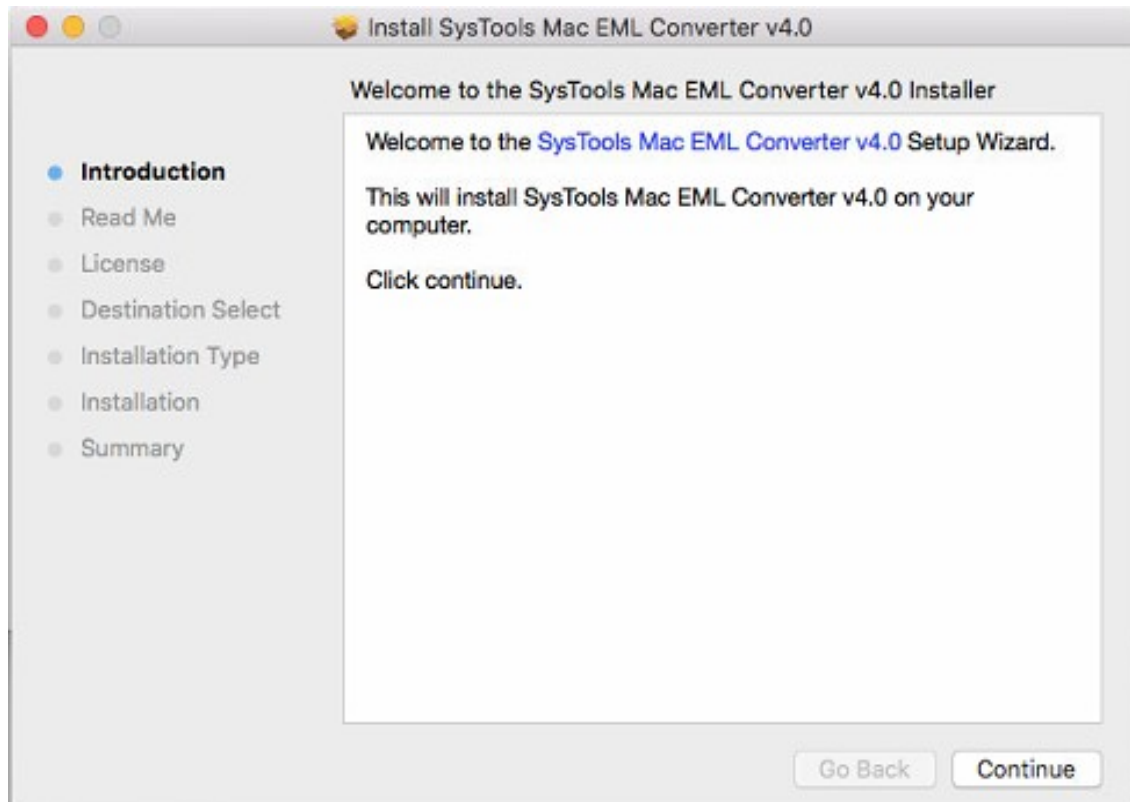 Install SysTools Mac EML Converter v4.0
Welcome to the SysTools Mac EML Converter v4.0 Installer
Introduction
Read Me
License
Destination Select
Installation Type
Installation
Summary
Welcome to the SysTools Mac EML Converter v4.0 Setup Wizard.
This will install SysTools Mac EML Converter v4.0 on your
computer.
Click continue.
Go Back
Continue